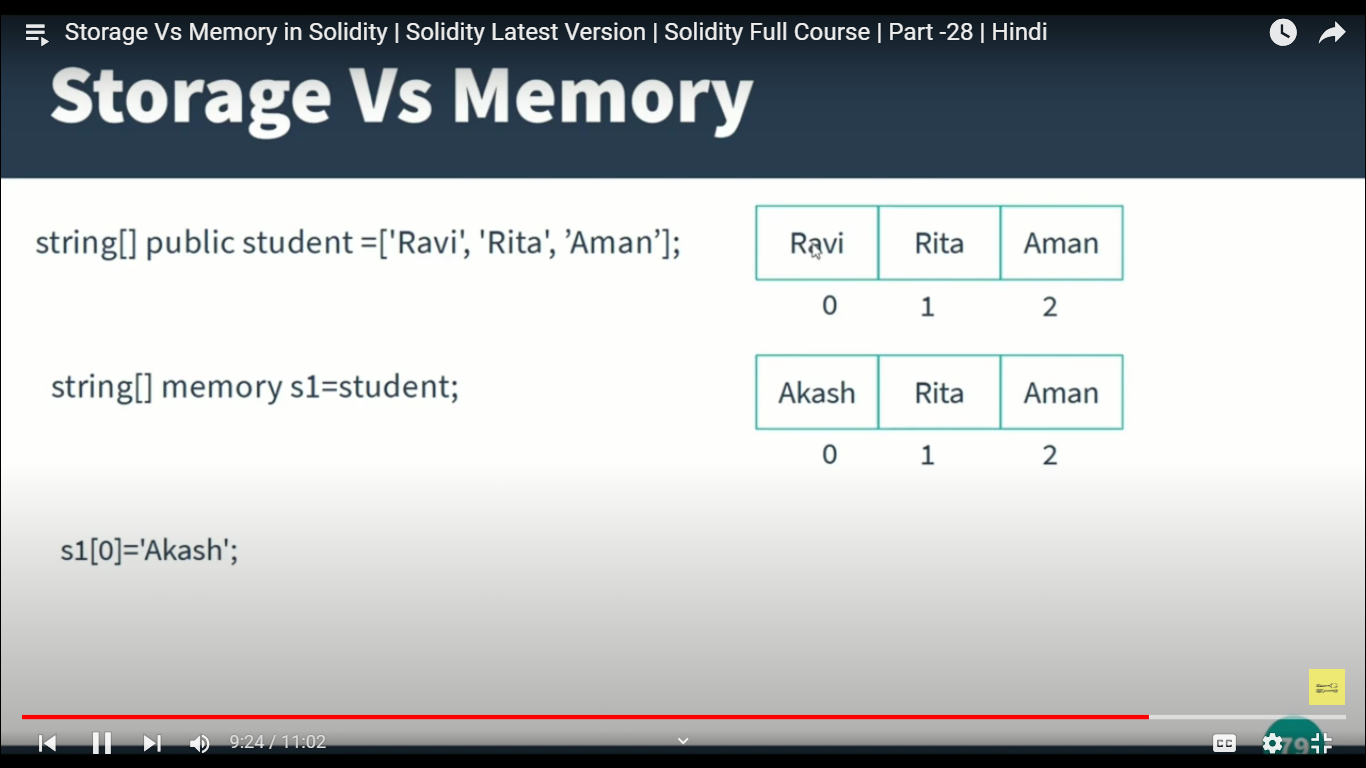 Storage Vs Memory in Solidity | Solidity Latest Version | Solidity Full Course | Part -28 | Hindi
Storage Vs Memory
string[] public student =['Ravi', 'Rita', ’Aman’];
Ravi Rita Aman
0 1 2
string[] memory s1=student;
Akash Rita Aman
0 1 2
s1[0]='Akash';
9:24 / 11:02
CC
79